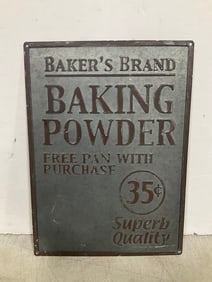 BAKER'S BRAND
BAKING
POWDER
FREE PAN WITH
PURCHASE
35¢
Superb
Quality